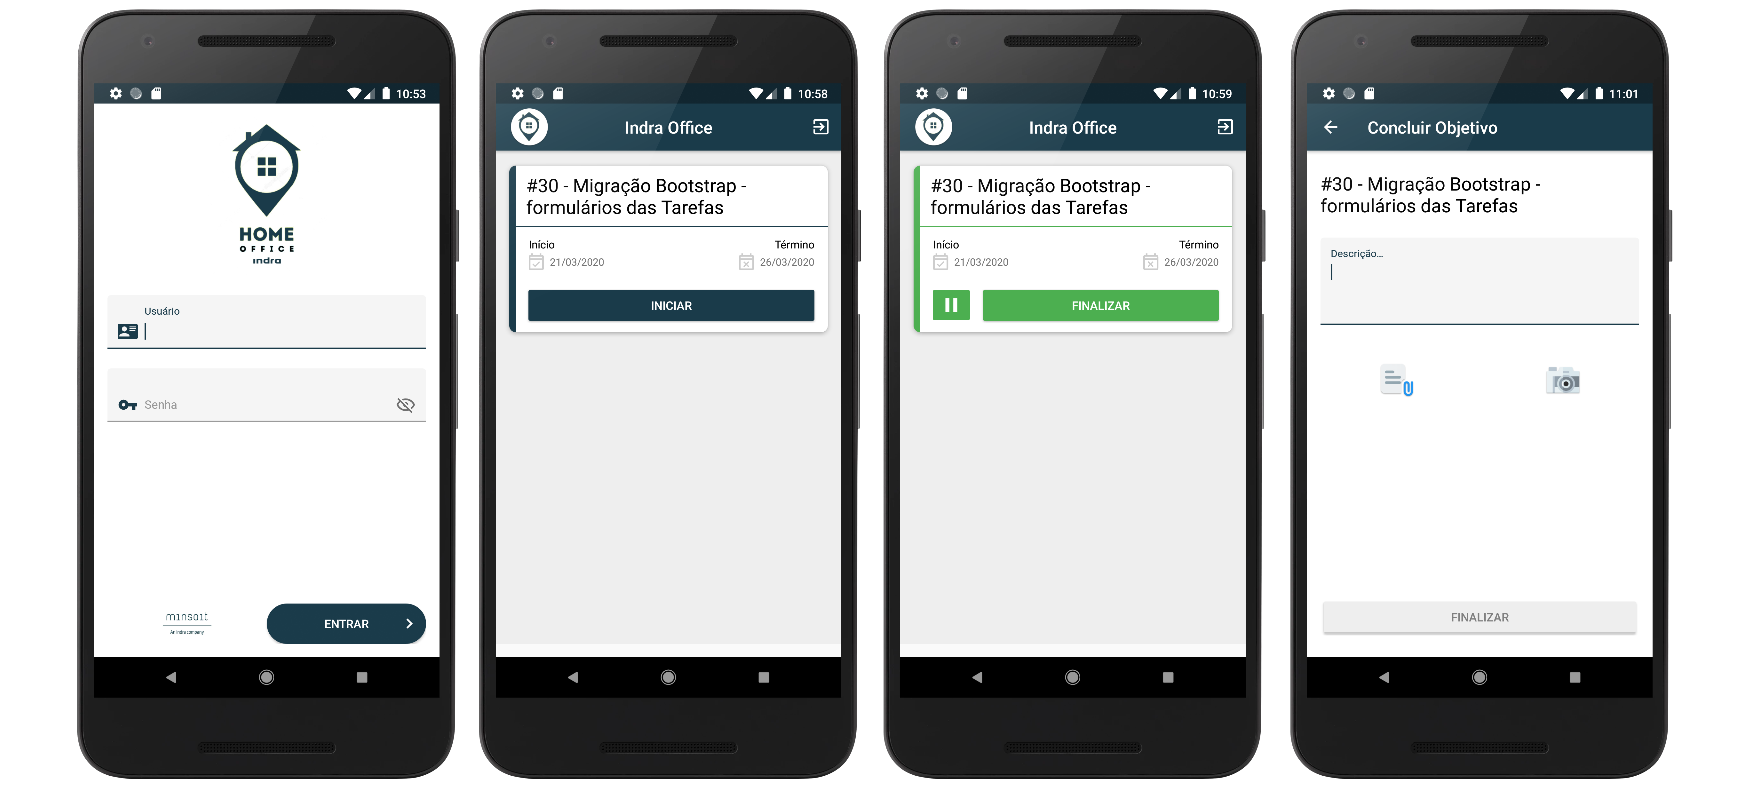 10:53
HOME
OFFICE
indra
Usuário
Senha
minsait
An Indra company
ENTRAR
10:58
Indra Office
#30 - Migração Bootstrap -
formulários das Tarefas
Início
Término
21/03/2020
26/03/2020
INICIAR
10:59
Indra Office
#30 - Migração Bootstrap -
formulários das Tarefas
Início
Término
21/03/2020
26/03/2020
FINALIZAR
11:01
Concluir Objetivo
#30 - Migração Bootstrap -
formulários das Tarefas
Descrição...
FINALIZAR